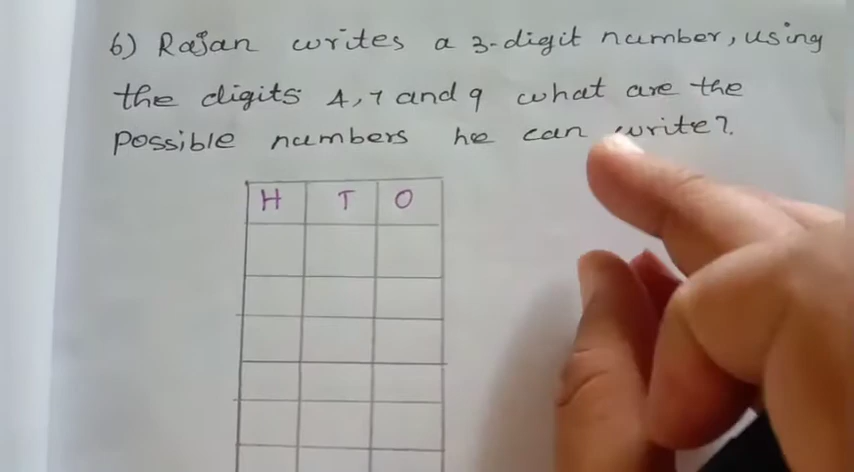 6) Rajan writes a 3-digit number, using
the digits 4, 7 and 9 what are the
possible numbers he can write?
H T O